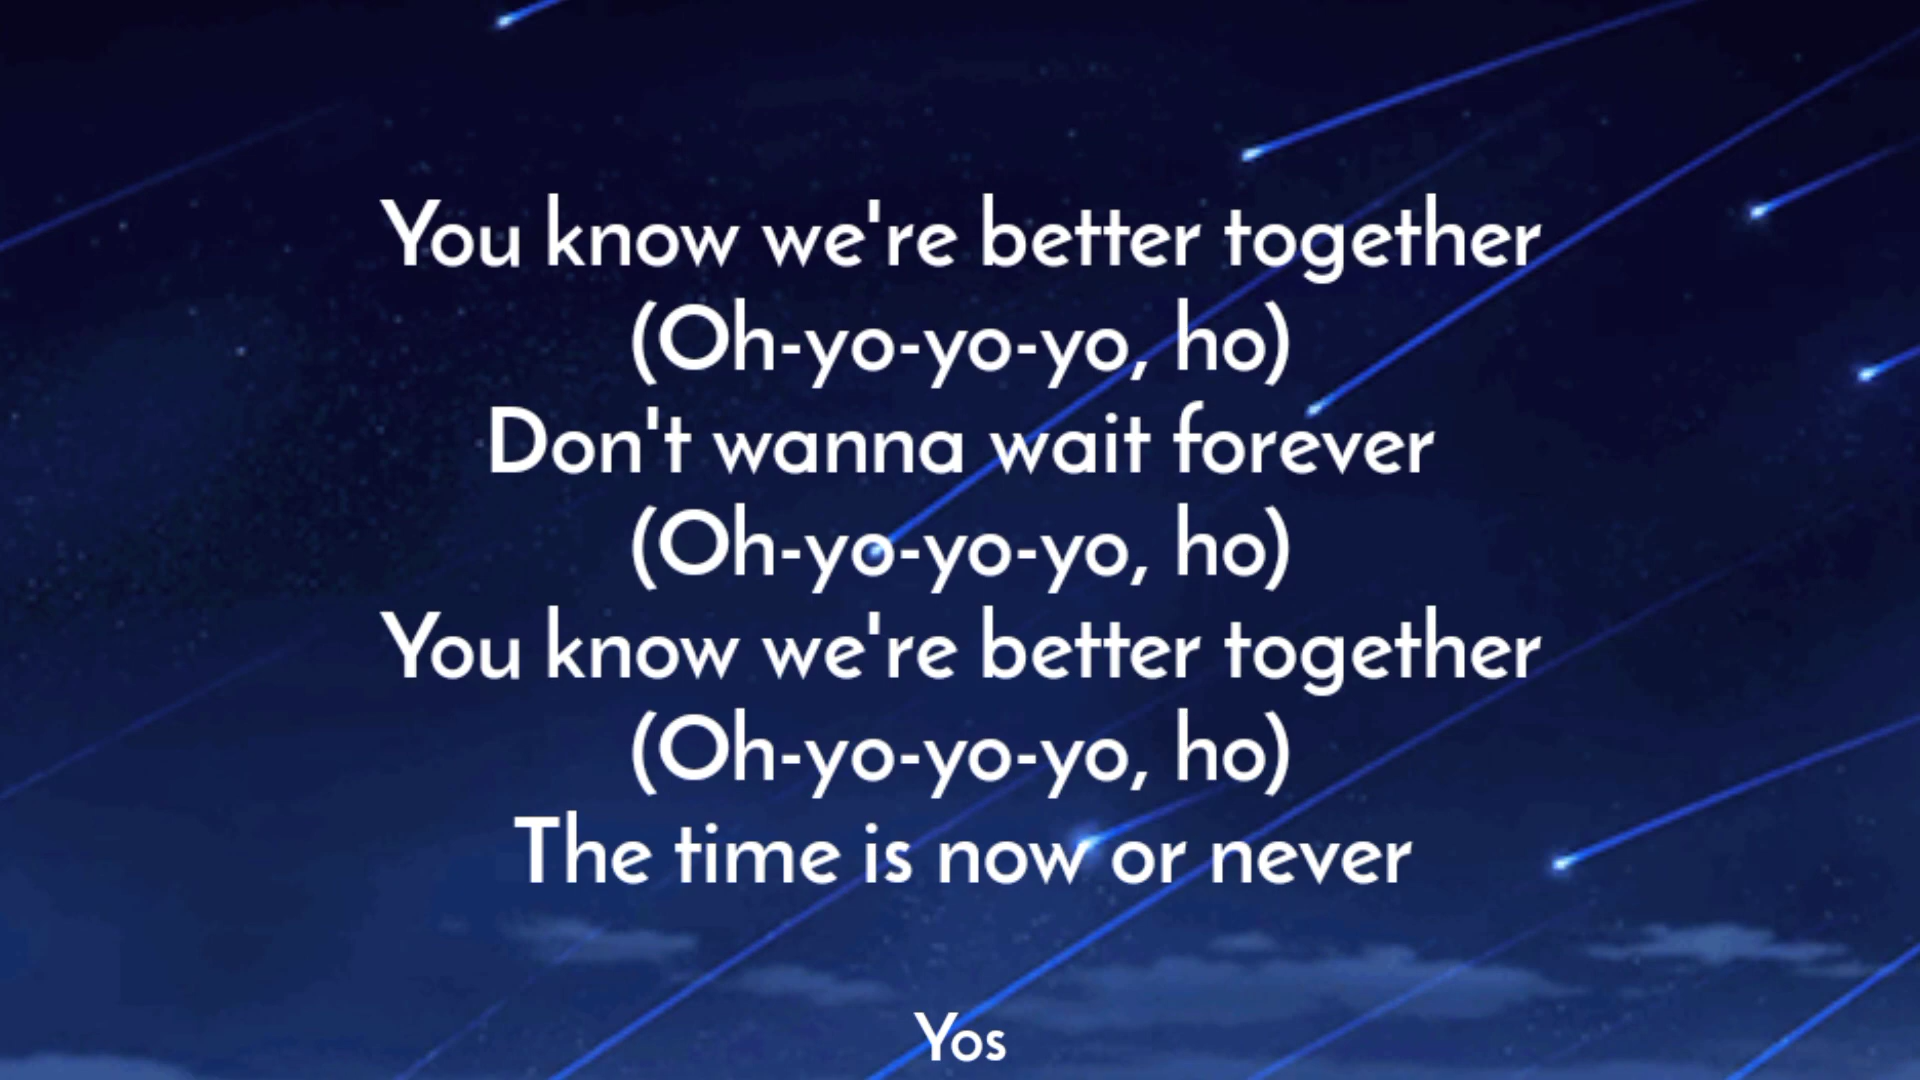 You know we're better together
(Oh-yo-yo-yo, ho)
Don't wanna wait forever
(Oh-yo-yo-yo, ho)
You know we're better together
(Oh-yo-yo-yo, ho)
The time is now or never
Yos